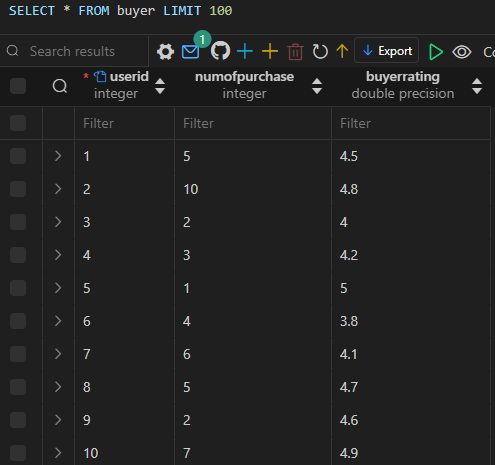 SELECT * FROM buyer LIMIT 100
Search results 1 Export Co
* userid numofpurchase buyerrating
integer integer double precision
Filter Filter Filter
1 5 4.5
2 10 4.8
3 2 4
4 3 4.2
5 1 5
6 4 3.8
7 6 4.1
8 5 4.7
9 2 4.6
10 7 4.9